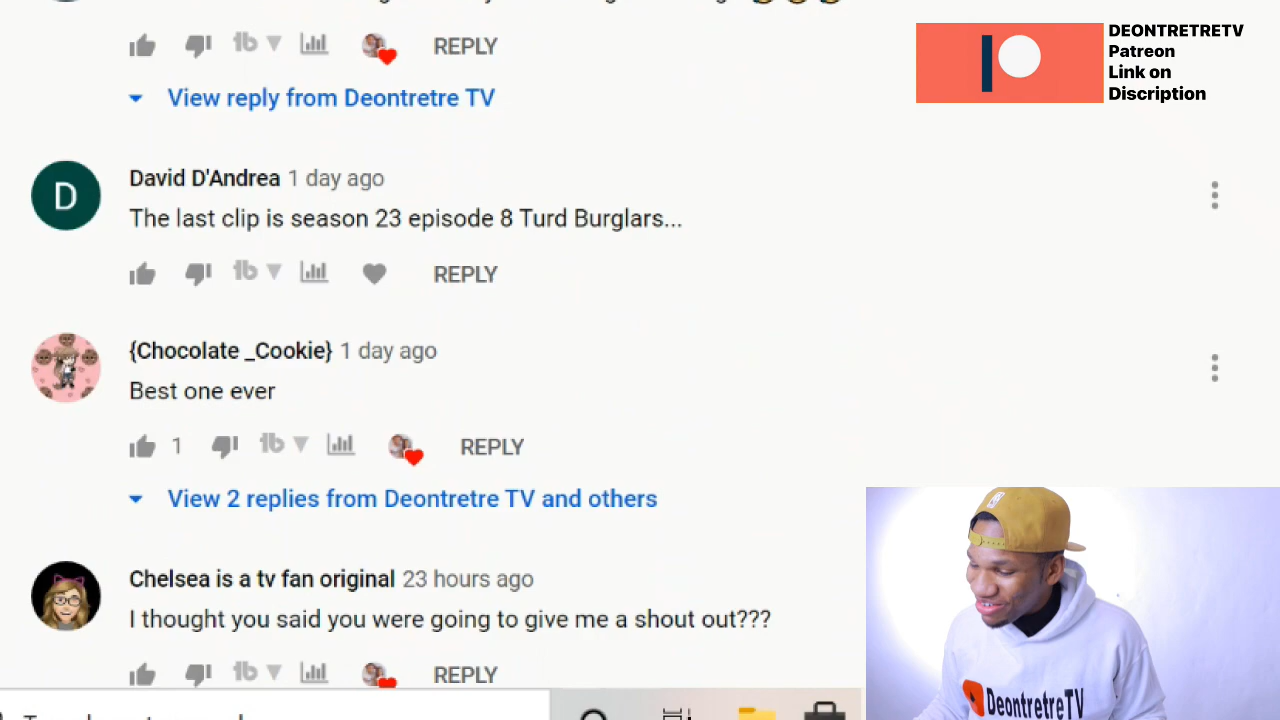 REPLY
View reply from Deontretre TV
DEONTRETRETV
Patreon
Link on
Discription
D
David D'Andrea 1 day ago
The last clip is season 23 episode 8 Turd Burglars...
REPLY
{Chocolate _Cookie} 1 day ago
Best one ever
1
REPLY
View 2 replies from Deontretre TV and others
Chelsea is a tv fan original 23 hours ago
I thought you said you were going to give me a shout out???
REPLY
DeontretreTV